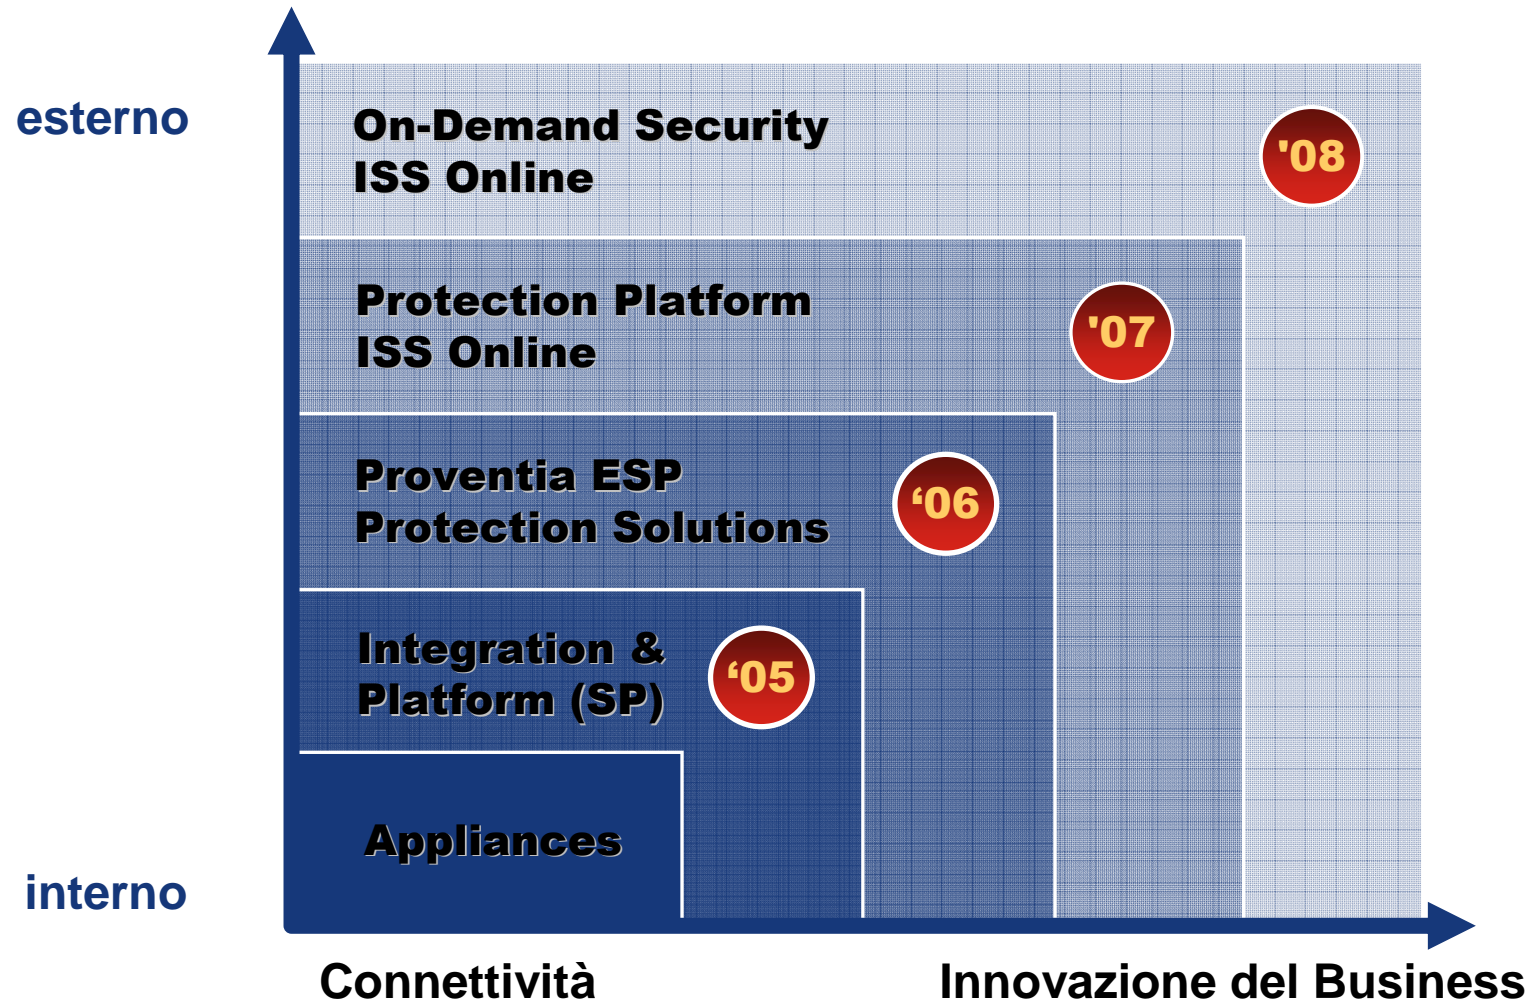 esterno
On-Demand Security
ISS Online
'08
Protection Platform
ISS Online
'07
Proventia ESP
Protection Solutions
‘06
Integration &
Platform (SP)
‘05
Appliances
interno
Connettività
Innovazione del Business